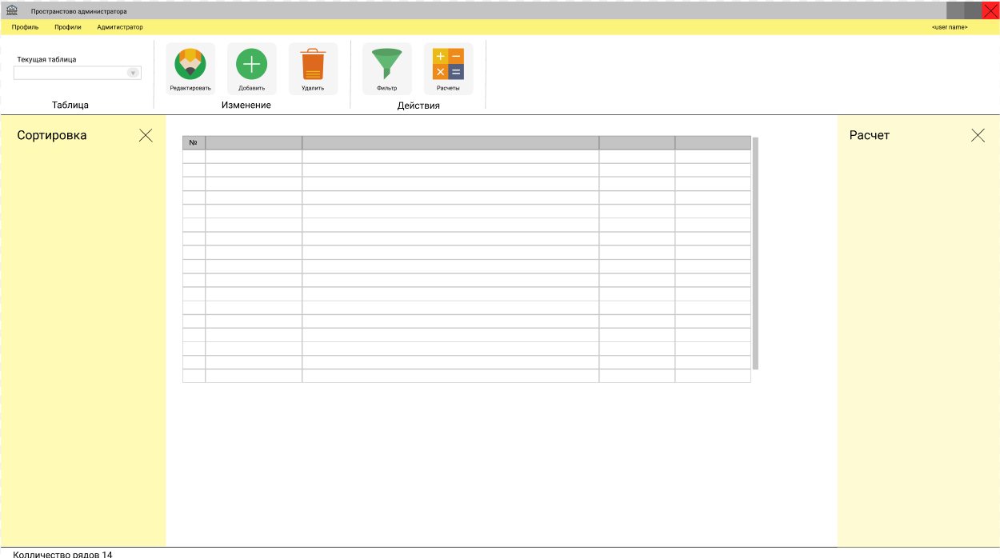 Пространстово администратора
Профиль Профили Адмитистратор <user name>
Текущая таблица
Редактировать Добавить Удалить Фильтр Расчеты
Таблица Изменение Действия
Сортировка Расчет
№
Колличество рядов 14